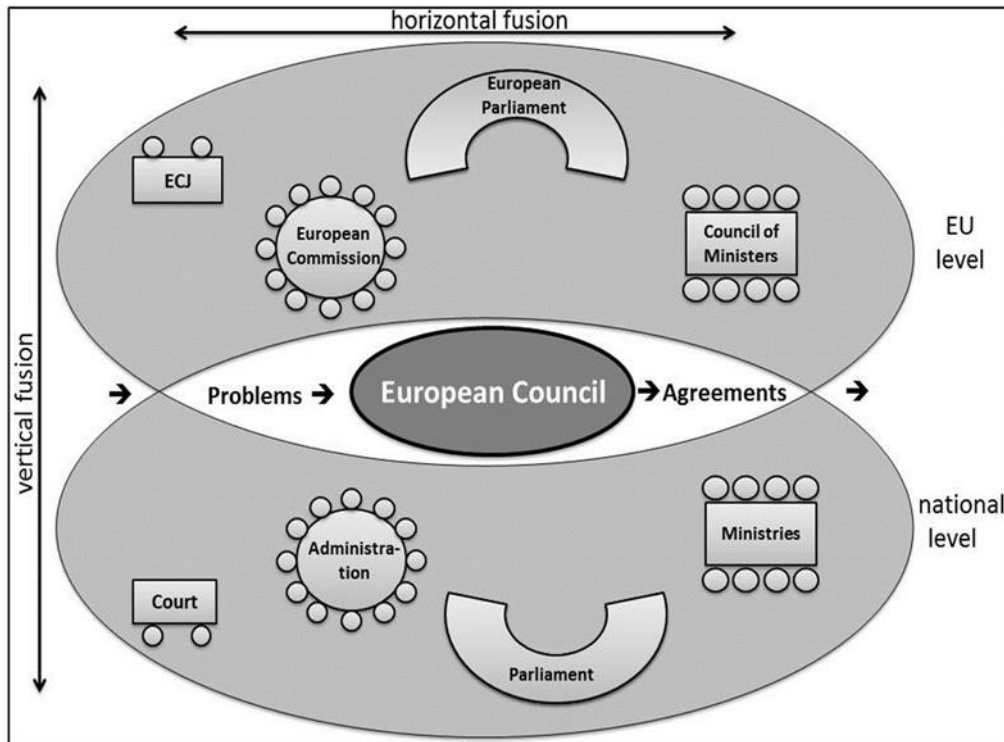 horizontal fusion
European
Parliament
ECJ
European
Commission
Council of
Ministers
EU
level
vertical fusion
Problems
European Council
Agreements
national
level
Administra-
tion
Ministries
Court
Parliament